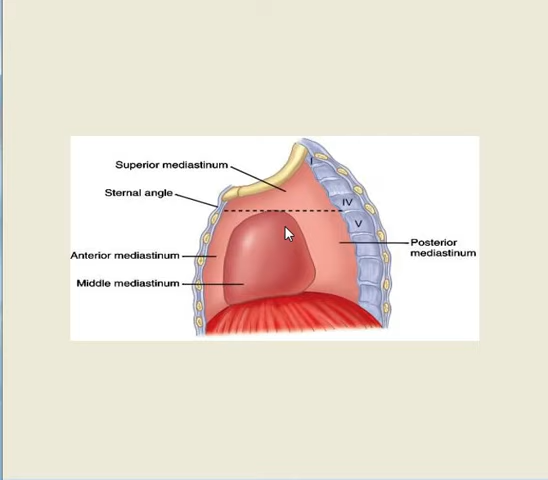 Superior mediastinum
I
Sternal angle
IV
V
Posterior
mediastinum
Anterior mediastinum
Middle mediastinum